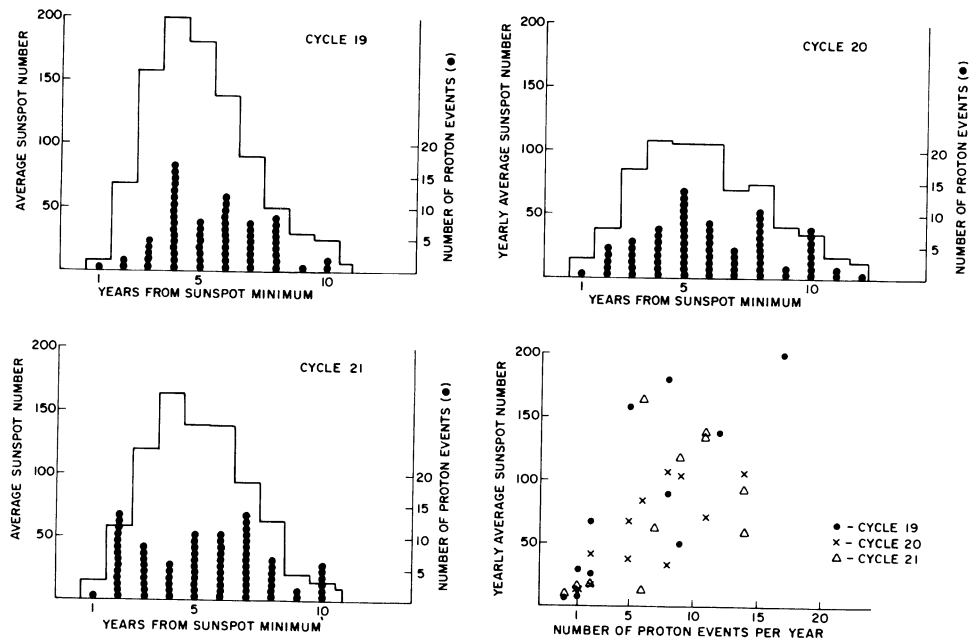 CYCLE 19
AVERAGE SUNSPOT NUMBER
200
150
100
50
NUMBER OF PROTON EVENTS (●)
20
15
10
5
1 5 10
YEARS FROM SUNSPOT MINIMUM
CYCLE 20
YEARLY AVERAGE SUNSPOT NUMBER
200
150
100
50
NUMBER OF PROTON EVENTS (●)
20
15
10
5
1 5 10
YEARS FROM SUNSPOT MINIMUM
CYCLE 21
AVERAGE SUNSPOT NUMBER
200
150
100
50
NUMBER OF PROTON EVENTS (●)
20
15
10
5
1 5 10
YEARS FROM SUNSPOT MINIMUM
YEARLY AVERAGE SUNSPOT NUMBER
200
150
100
50
● - CYCLE 19
× - CYCLE 20
△ - CYCLE 21
1 5 10 15 20
NUMBER OF PROTON EVENTS PER YEAR